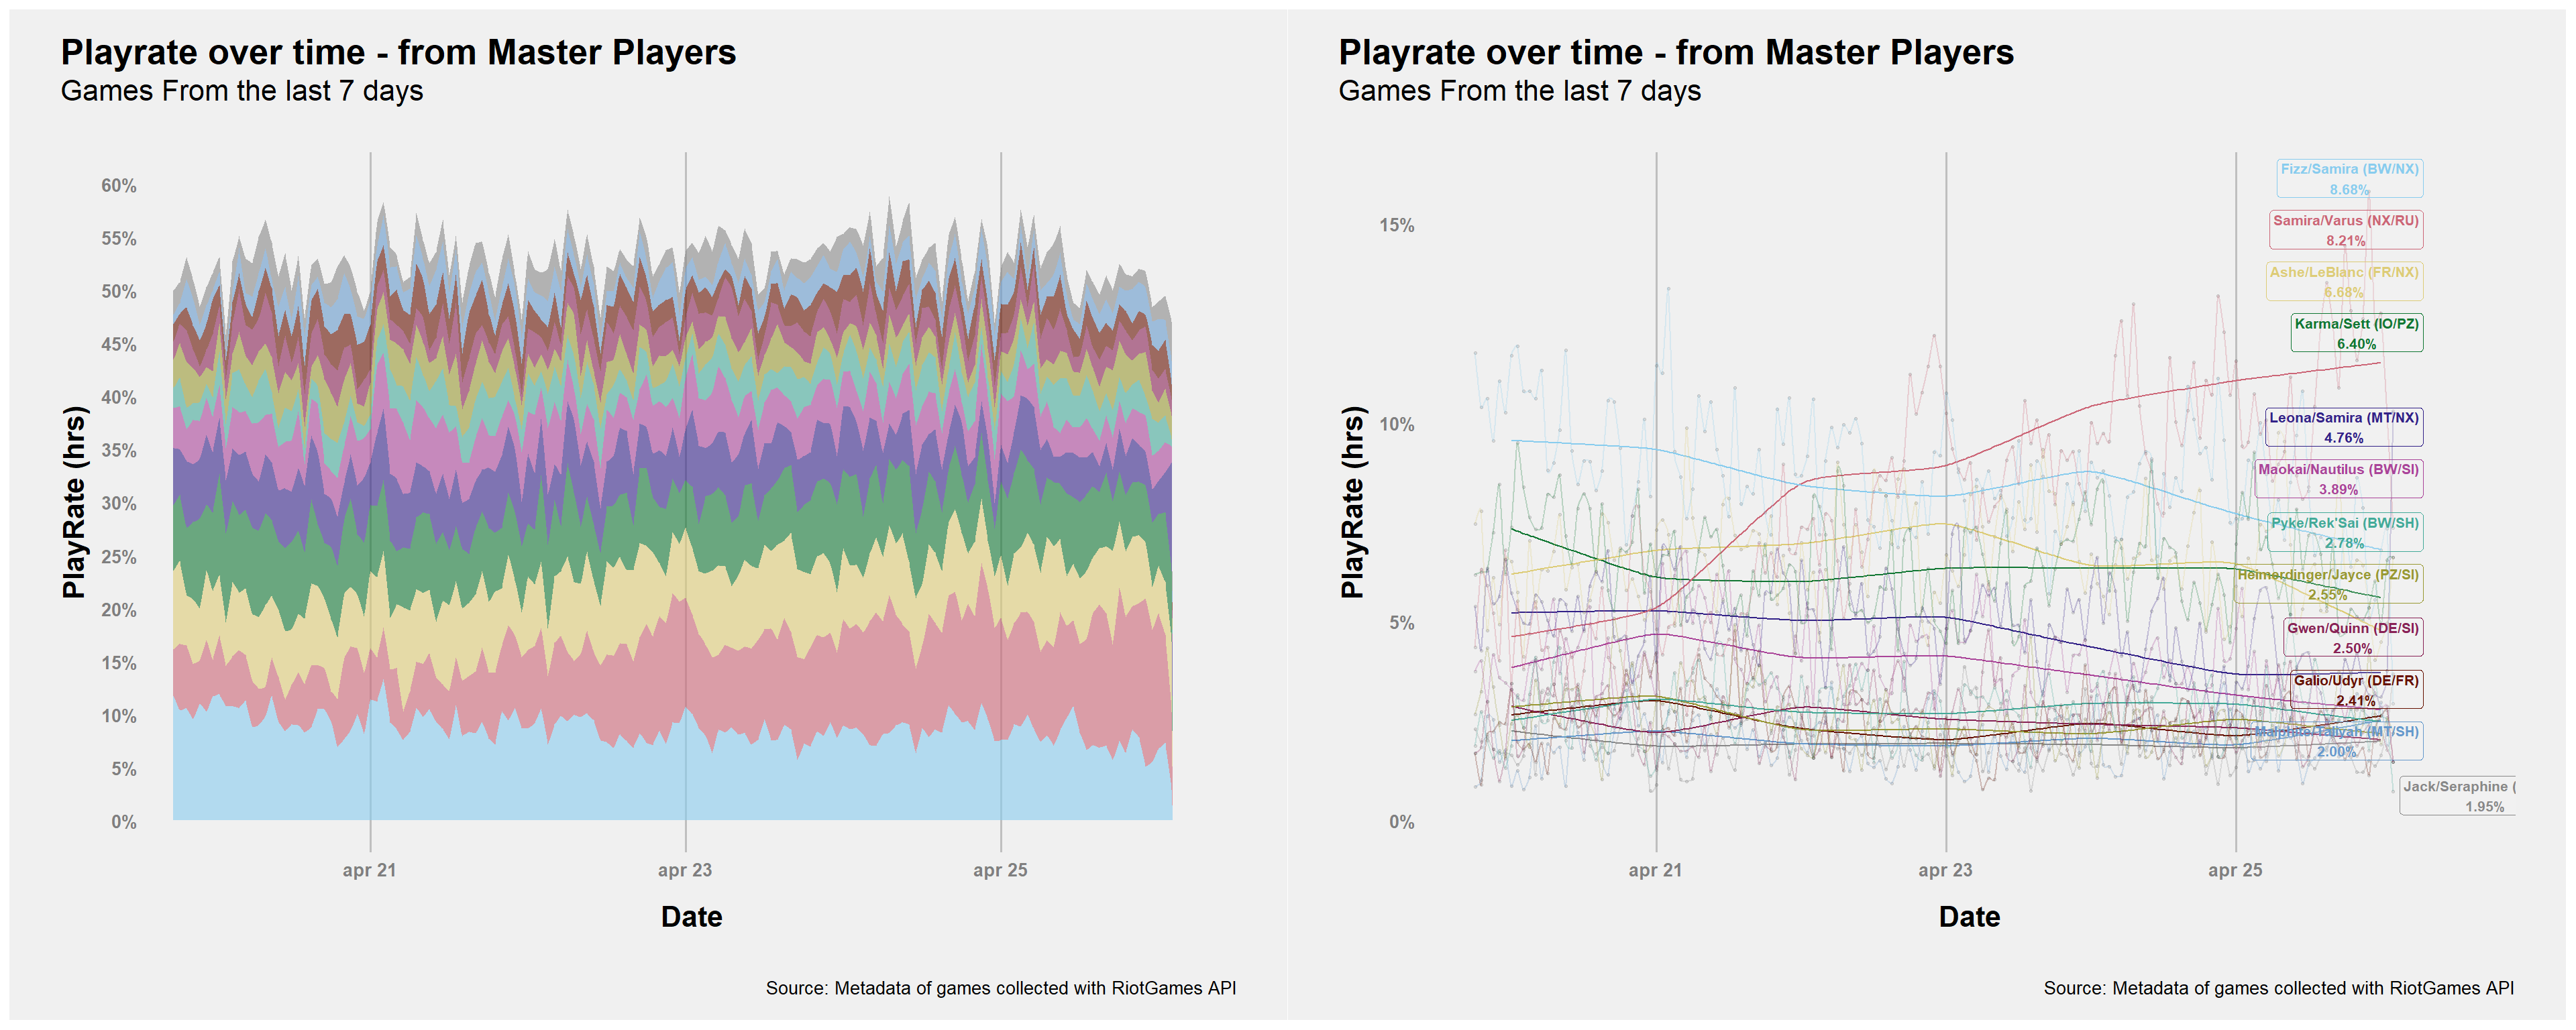 Playrate over time - from Master Players
Games From the last 7 days
PlayRate (hrs)
60%
55%
50%
45%
40%
35%
30%
25%
20%
15%
10%
5%
0%
apr 21
apr 23
apr 25
Date
Source: Metadata of games collected with RiotGames API
Playrate over time - from Master Players
Games From the last 7 days
PlayRate (hrs)
15%
10%
5%
0%
Fizz/Samira (BW/NX)
8.68%
Samira/Varus (NX/RU)
8.21%
Ashe/LeBlanc (FR/NX)
6.68%
Karma/Sett (IO/PZ)
6.40%
Leona/Samira (MT/NX)
4.76%
Maokai/Nautilus (BW/SI)
3.89%
Pyke/Rek'Sai (BW/SH)
2.78%
Heimerdinger/Jayce (PZ/SI)
2.55%
Gwen/Quinn (DE/SI)
2.50%
Galio/Udyr (DE/FR)
2.41%
Malphite/Taliyah (MT/SH)
2.00%
Jack/Seraphine (
1.95%
apr 21
apr 23
apr 25
Date
Source: Metadata of games collected with RiotGames API